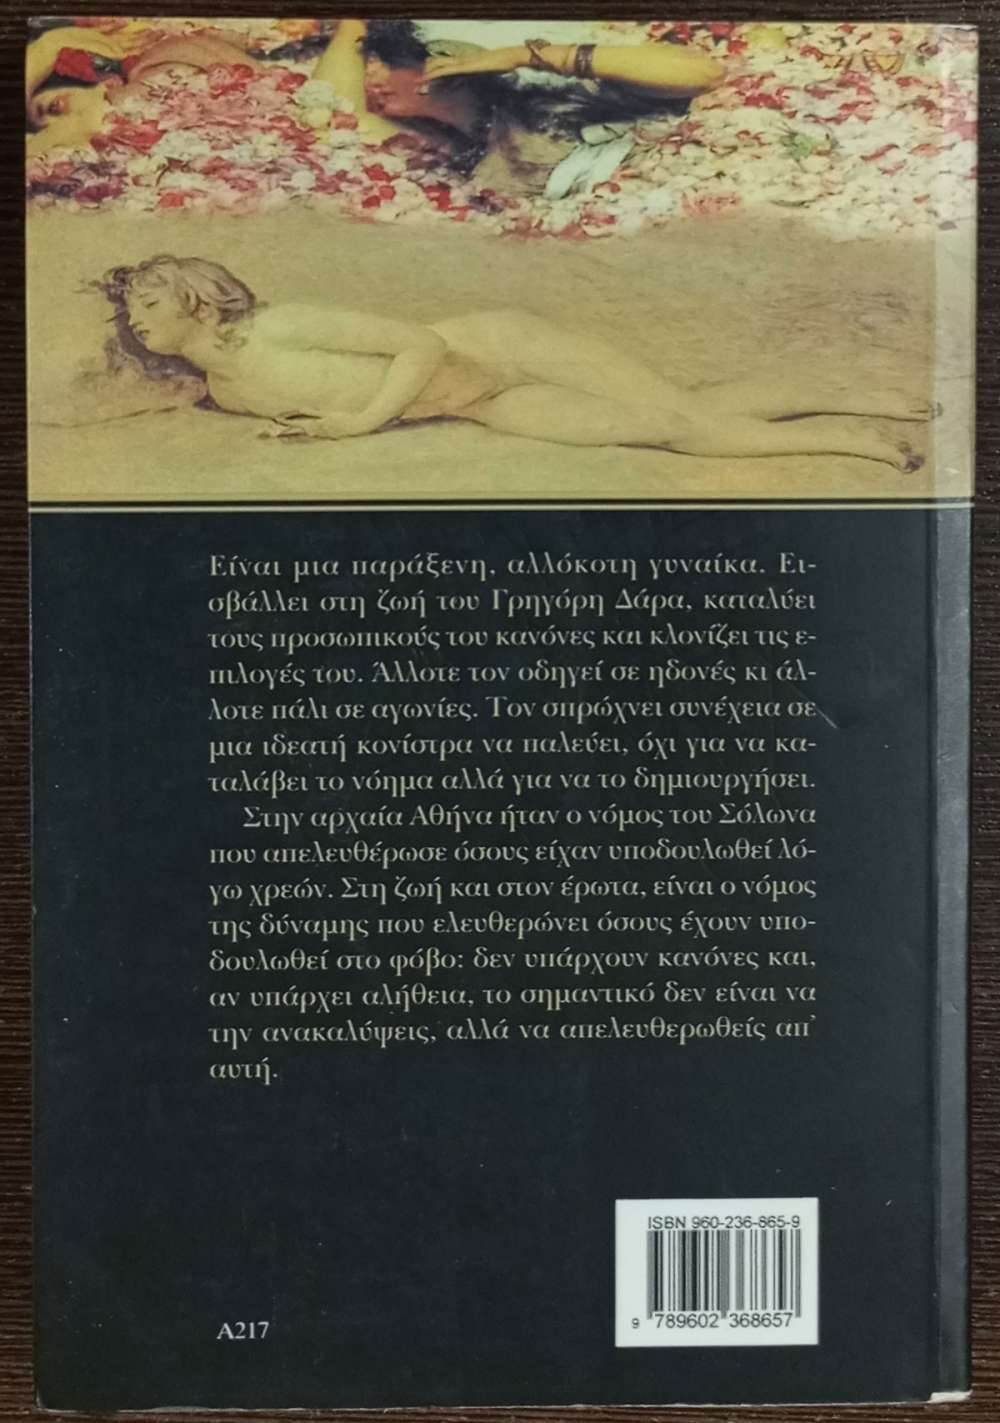 Είναι μια παράξενη, αλλόκοτη γυναίκα. Ει-
σβάλλει στη ζωή του Γρηγόρη Δάρα, καταλύει
τους προσωπικούς του κανόνες και κλονίζει τις ε-
πιλογές του. Άλλοτε τον οδηγεί σε ηδονές κι άλ-
λοτε πάλι σε αγωνίες. Τον σπρώχνει συνέχεια σε
μια ιδεατή κονίστρα να παλεύει, όχι για να κα-
ταλάβει το νόημα αλλά για να το δημιουργήσει.
Στην αρχαία Αθήνα ήταν ο νόμος του Σόλωνα
που απελευθέρωσε όσους είχαν υποδουλωθεί λό-
γω χρεών. Στη ζωή και στον έρωτα, είναι ο νόμος
της δύναμης που ελευθερώνει όσους έχουν υπο-
δουλωθεί στο φόβο: δεν υπάρχουν κανόνες και,
αν υπάρχει αλήθεια, το σημαντικό δεν είναι να
την ανακαλύψεις, αλλά να απελευθερωθείς απ'
αυτή.
ISBN 960-236-865-9
9 789602 368657
Α217